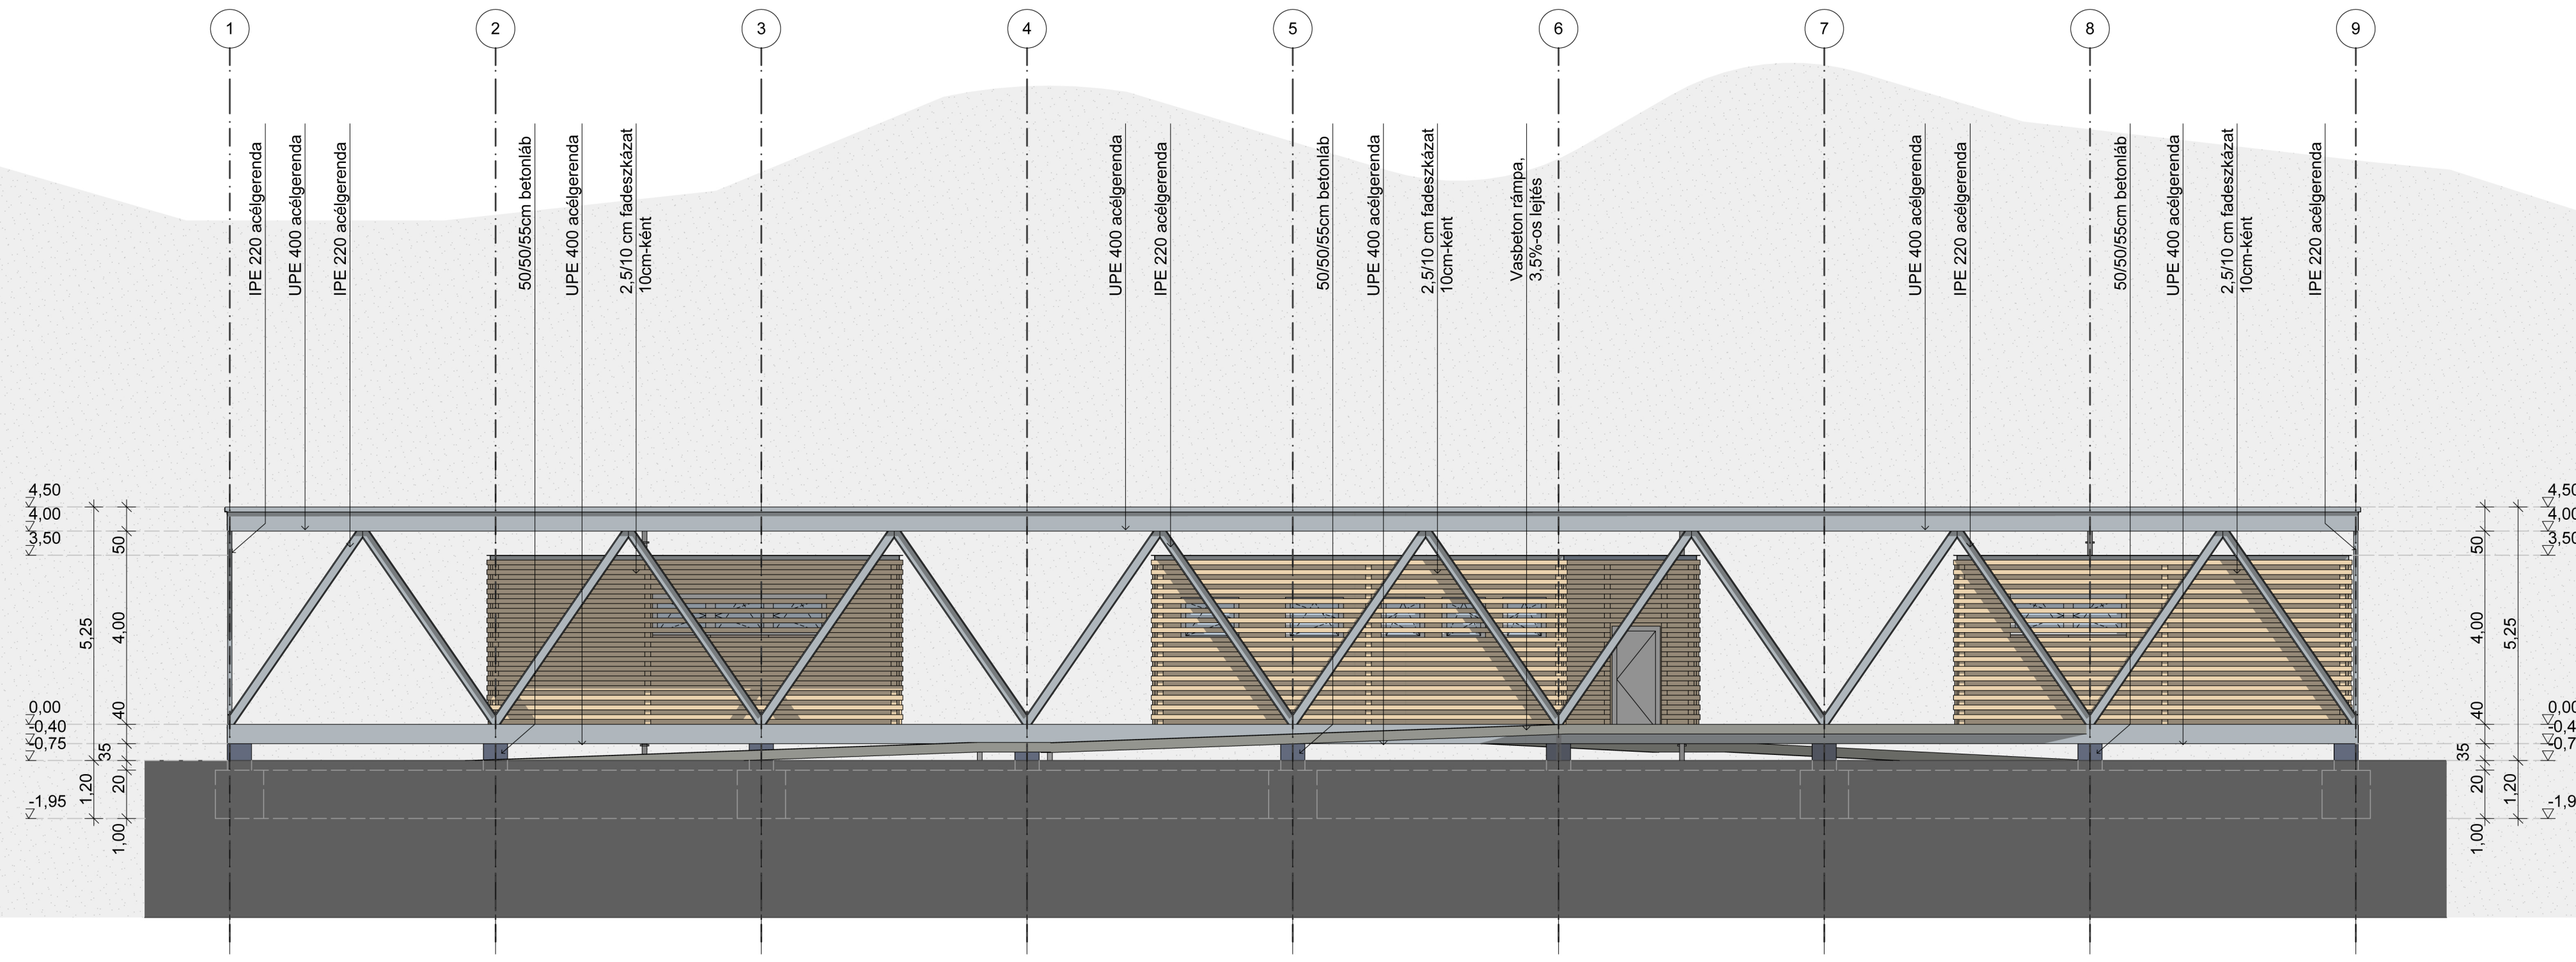 1
2
3
4
5
6
7
8
9
IPE 220 acélgerenda
UPE 400 acélgerenda
IPE 220 acélgerenda
50/50/55cm betonláb
UPE 400 acélgerenda
2,5/10 cm fadeszkázat
10cm-ként
UPE 400 acélgerenda
IPE 220 acélgerenda
50/50/55cm betonláb
UPE 400 acélgerenda
2,5/10 cm fadeszkázat
10cm-ként
Vasbeton rámpa,
3,5%-os lejtés
UPE 400 acélgerenda
IPE 220 acélgerenda
50/50/55cm betonláb
UPE 400 acélgerenda
2,5/10 cm fadeszkázat
10cm-ként
IPE 220 acélgerenda
4,50
4,00
3,50
0,00
-0,40
-0,75
-1,95
5,25
1,20
50
4,00
40
35
20
1,00
50
4,00
40
35
20
1,00
5,25
1,20
4,50
4,00
3,50
0,00
-0,4
-0,7
-1,9